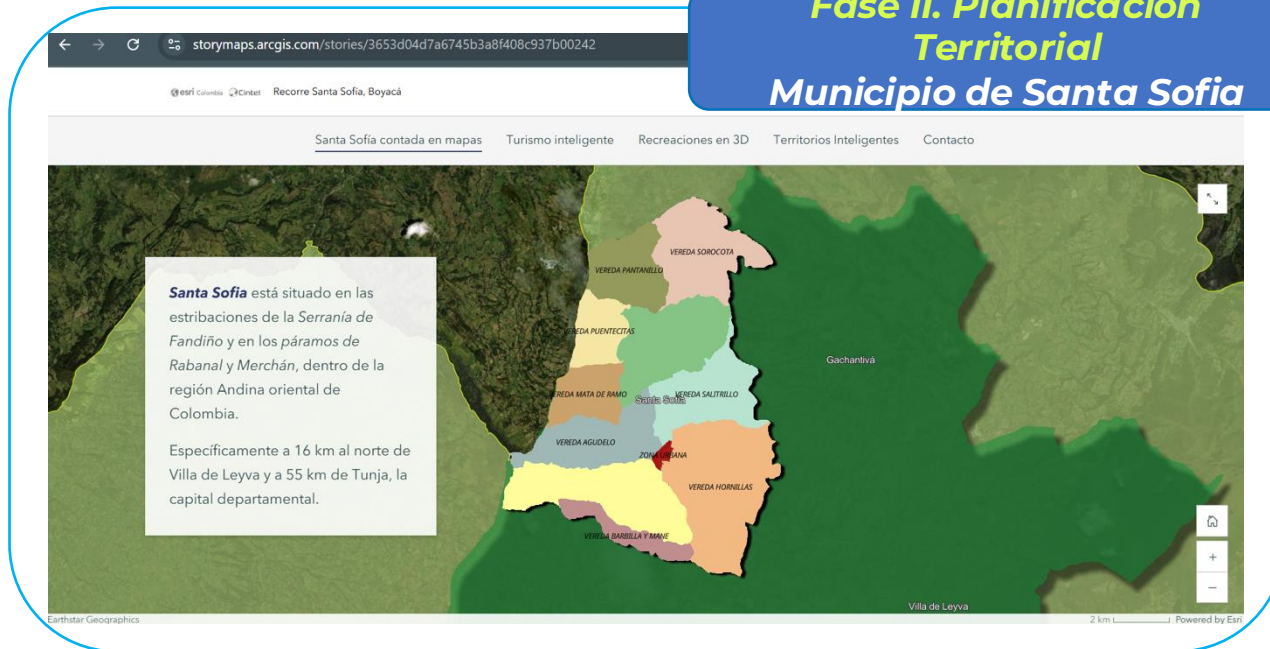 Fase II. Planificación
Territorial
Municipio de Santa Sofia
storymaps.arcgis.com/stories/3653d04d7a6745b3a8f408c937b00242
esri Colombia Cintel Recorre Santa Sofía, Boyacá
Santa Sofía contada en mapas Turismo inteligente Recreaciones en 3D Territorios Inteligentes Contacto
VEREDA SOROCOTA
VEREDA PANTANILLO
Santa Sofia está situado en las
estribaciones de la Serranía de
Fandiño y en los páramos de
Rabanal y Merchán, dentro de la
región Andina oriental de
Colombia.
Específicamente a 16 km al norte de
Villa de Leyva y a 55 km de Tunja, la
capital departamental.
VEREDA PUENTECITAS
Gachantivá
VEREDA MATA DE RAMO
VEREDA SALITRILLO
Santa Sofía
VEREDA AGUDELO
ZONA URBANA
VEREDA HORNILLAS
VEREDA BARBILLA Y MANE
Villa de Leyva
Earthstar Geographics
2 km
Powered by Esri